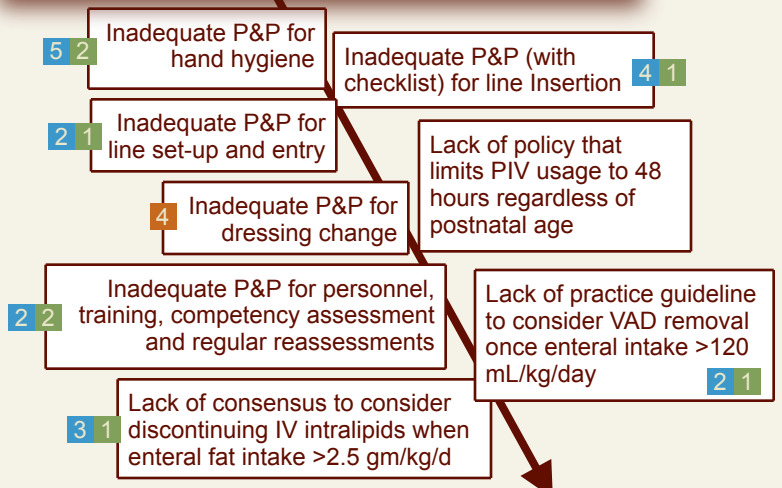 Inadequate P&P for
hand hygiene
5 2
Inadequate P&P (with
checklist) for line Insertion
4 1
Inadequate P&P for
line set-up and entry
2 1
Lack of policy that
limits PIV usage to 48
hours regardless of
postnatal age
4
Inadequate P&P for
dressing change
Inadequate P&P for personnel,
training, competency assessment
and regular reassessments
2 2
Lack of practice guideline
to consider VAD removal
once enteral intake >120
mL/kg/day
2 1
Lack of consensus to consider
discontinuing IV intralipids when
enteral fat intake >2.5 gm/kg/d
3 1